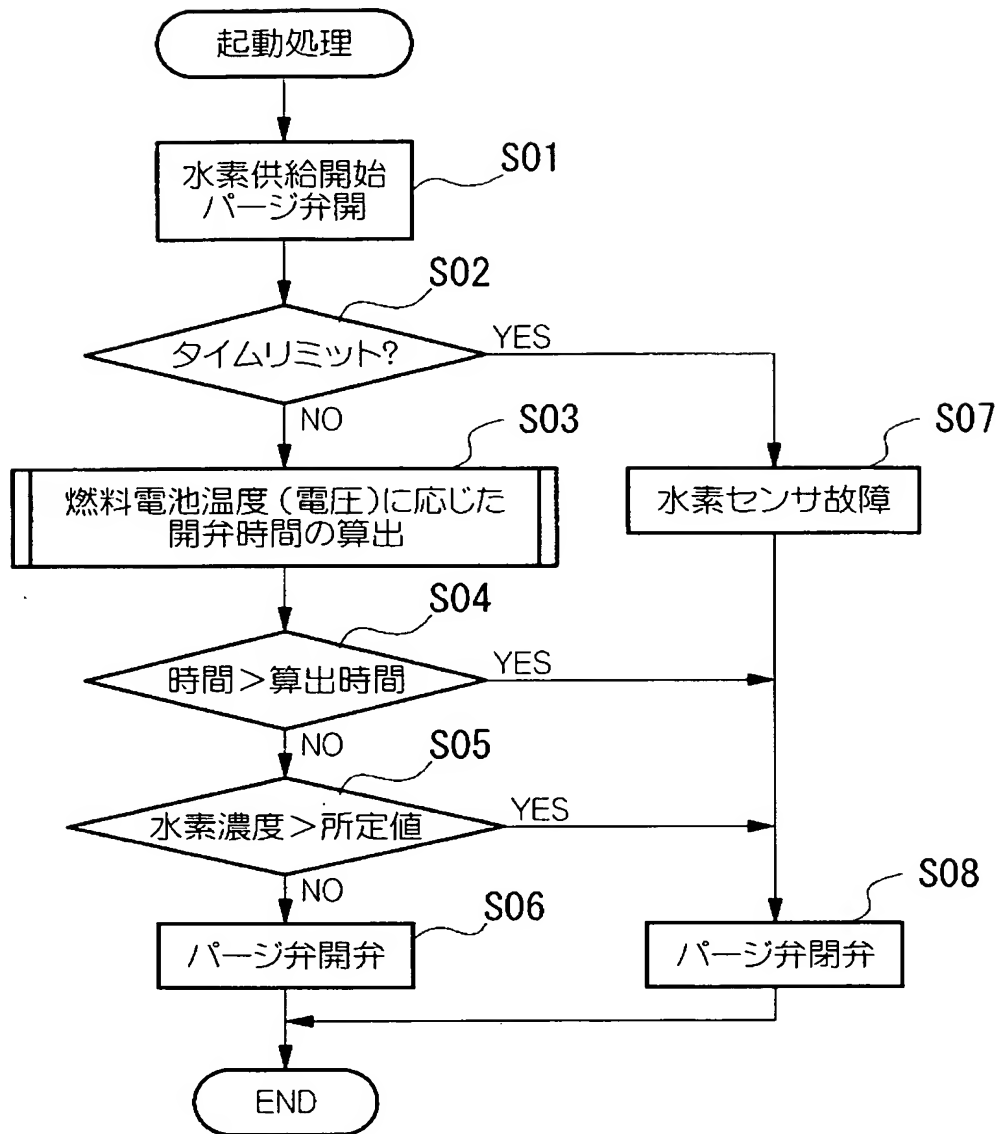 起動処理
S01
水素供給開始
パージ弁開
S02
タイムリミット?
YES
NO
S03
S07
燃料電池温度(電圧)に応じた
開弁時間の算出
水素センサ故障
S04
時間>算出時間
YES
NO
S05
水素濃度>所定値
YES
NO
S06
S08
パージ弁開弁
パージ弁閉弁
END